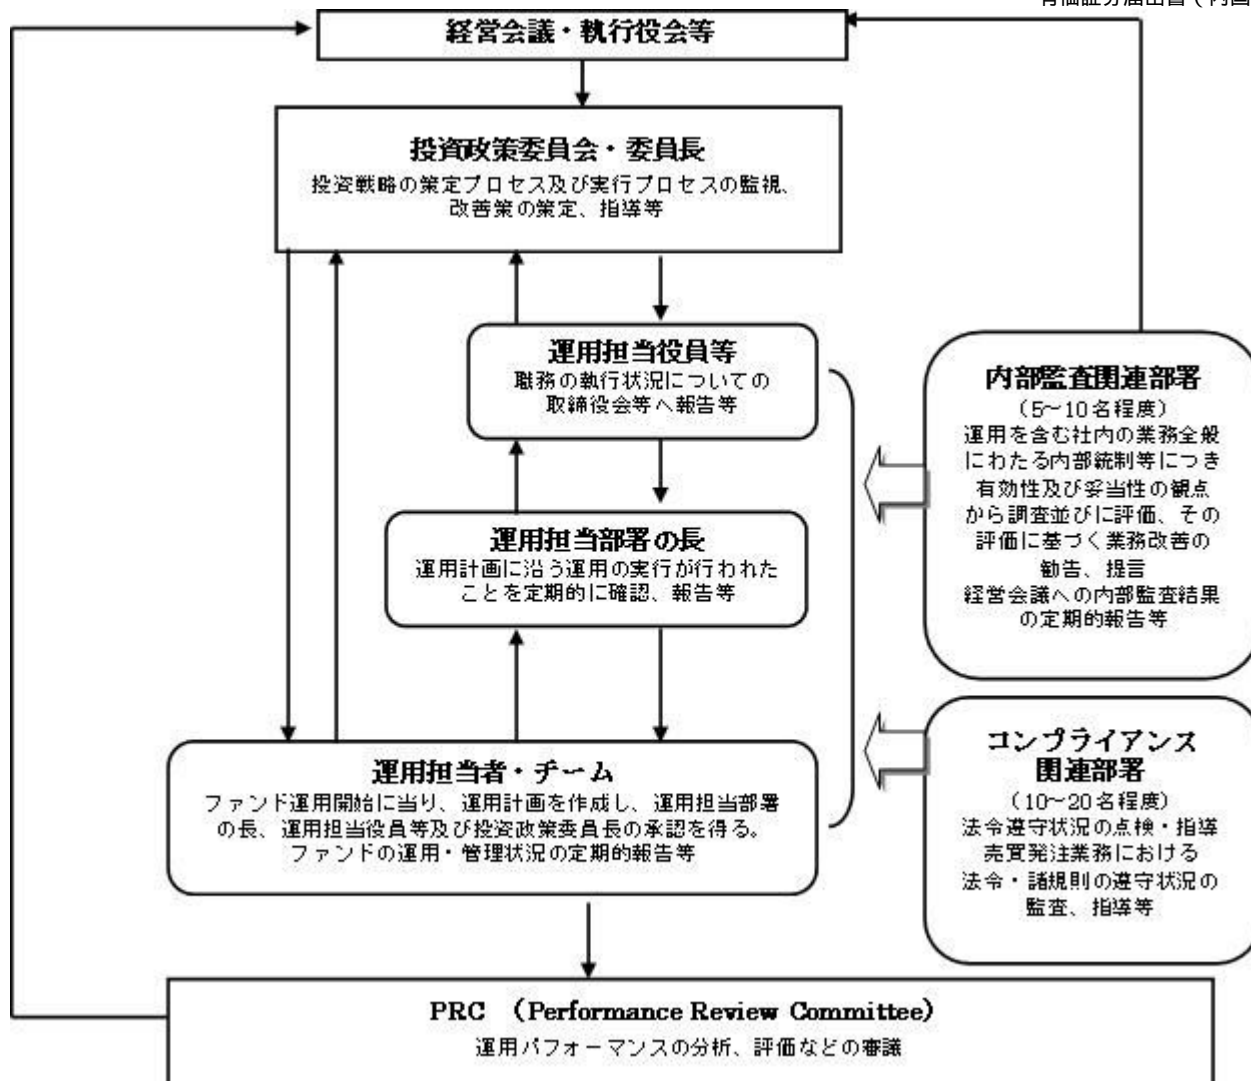 有価証券届出書（内国
経営会議・執行役会等
投資政策委員会・委員長
投資戦略の策定プロセス及び実行プロセスの監視、
改善策の策定、指導等
運用担当役員等
職務の執行状況についての
取締役会等へ報告等
運用担当部署の長
運用計画に沿う運用の実行が行われた
ことを定期的に確認、報告等
運用担当者・チーム
ファンド運用開始に当り、運用計画を作成し、運用担当部署
の長、運用担当役員等及び投資政策委員長の承認を得る。
ファンドの運用・管理状況の定期的報告等
内部監査関連部署
（5～10名程度）
運用を含む社内の業務全般
にわたる内部統制等につき
有効性及び妥当性の観点
から調査並びに評価、その
評価に基づく業務改善の
勧告、提言
経営会議への内部監査結果
の定期的報告等
コンプライアンス
関連部署
（10～20名程度）
法令遵守状況の点検・指導
売買発注業務における
法令・諸規則の遵守状況の
監査、指導等
PRC （Performance Review Committee）
運用パフォーマンスの分析、評価などの審議